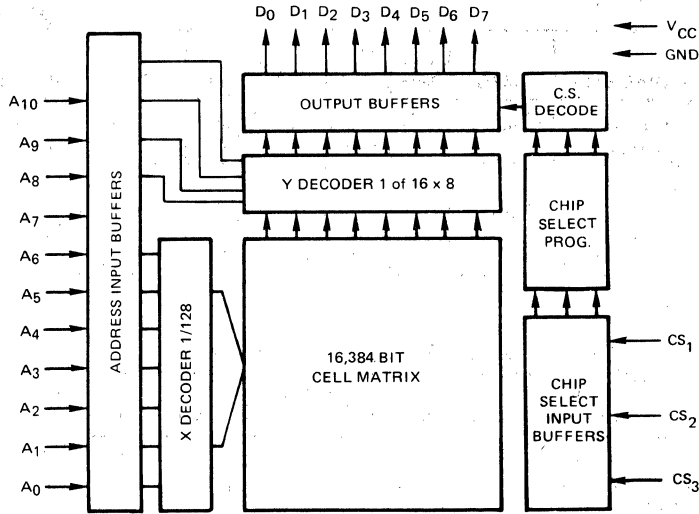 D0 D1 D2 D3 D4 D5 D6 D7
VCC
GND
A10
A9
A8
A7
A6
A5
A4
A3
A2
A1
A0
ADDRESS INPUT BUFFERS
OUTPUT BUFFERS
C.S.
DECODE
Y DECODER 1 of 16 x 8
CHIP
SELECT
PROG.
X DECODER 1/128
16,384 BIT
CELL MATRIX
CHIP
SELECT
INPUT
BUFFERS
CS1
CS2
CS3